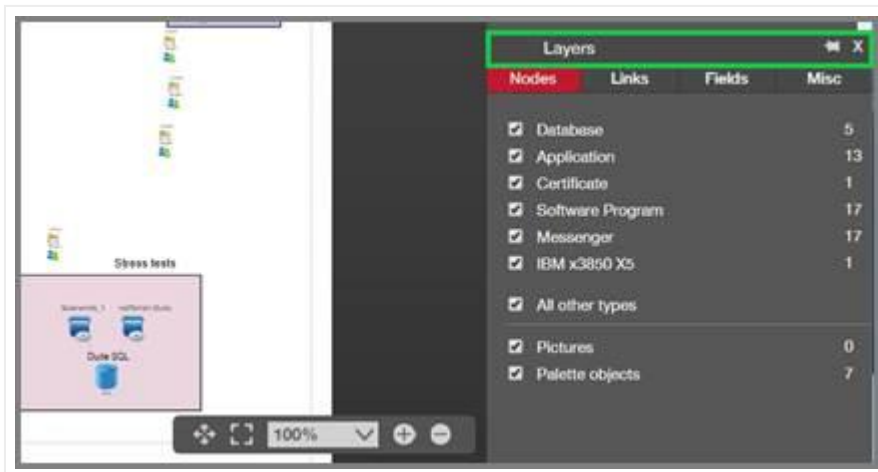 Layers X
Nodes Links Fields Misc
Database 5
Application 13
Certificate 1
Software Program 17
Messenger 17
IBM x3850 X5 1
All other types
Pictures 0
Palette objects 7
Stress tests
SQL
100%